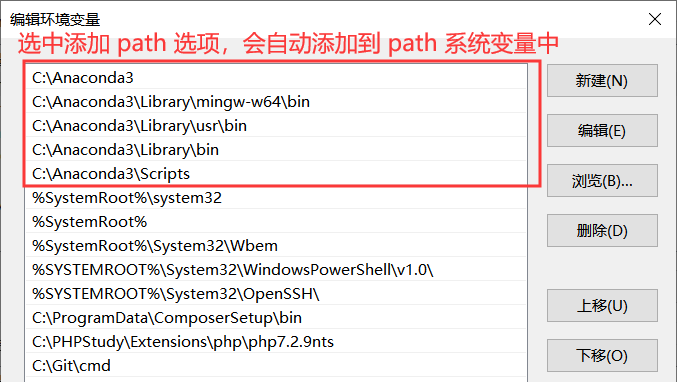 编辑环境变量
选中添加 path 选项，会自动添加到 path 系统变量中
C:\Anaconda3
C:\Anaconda3\Library\mingw-w64\bin
C:\Anaconda3\Library\usr\bin
C:\Anaconda3\Library\bin
C:\Anaconda3\Scripts
%SystemRoot%\system32
%SystemRoot%
%SystemRoot%\System32\Wbem
%SYSTEMROOT%\System32\WindowsPowerShell\v1.0\
%SYSTEMROOT%\System32\OpenSSH\
C:\ProgramData\ComposerSetup\bin
C:\PHPStudy\Extensions\php\php7.2.9nts
C:\Git\cmd
新建(N)
编辑(E)
浏览(B)...
删除(D)
上移(U)
下移(O)